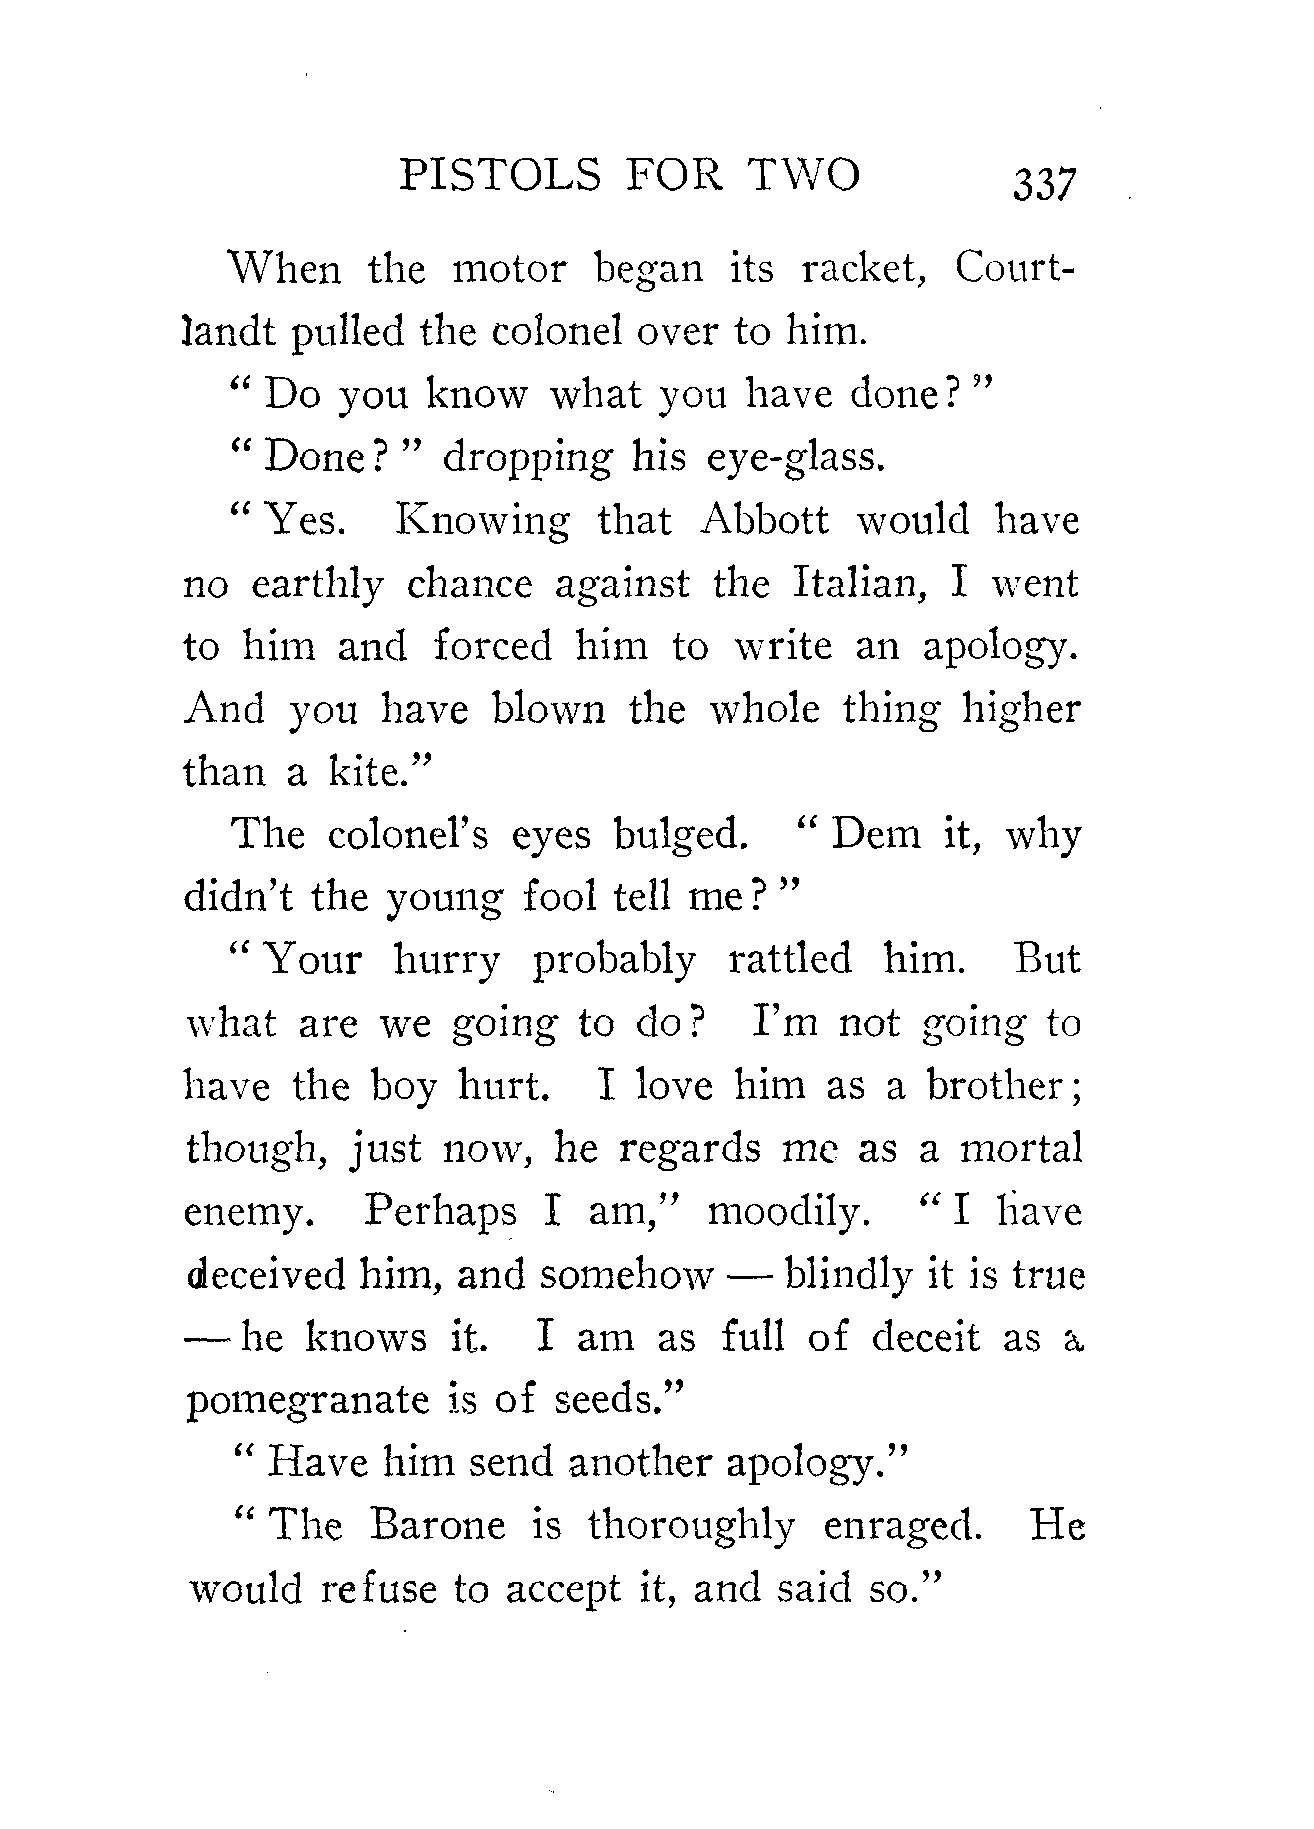 PISTOLS FOR TWO 337
When the motor began its racket, Court-
landt pulled the colonel over to him.
“ Do you know what you have done? ”
“ Done? ” dropping his eye-glass.
“ Yes. Knowing that Abbott would have
no earthly chance against the Italian, I went
to him and forced him to write an apology.
And you have blown the whole thing higher
than a kite.”
The colonel’s eyes bulged. “ Dem it, why
didn’t the young fool tell me? ”
“ Your hurry probably rattled him. But
what are we going to do? I’m not going to
have the boy hurt. I love him as a brother;
though, just now, he regards me as a mortal
enemy. Perhaps I am,” moodily. “ I have
deceived him, and somehow — blindly it is true
— he knows it. I am as full of deceit as a
pomegranate is of seeds.”
“ Have him send another apology.”
“ The Barone is thoroughly enraged. He
would refuse to accept it, and said so.”